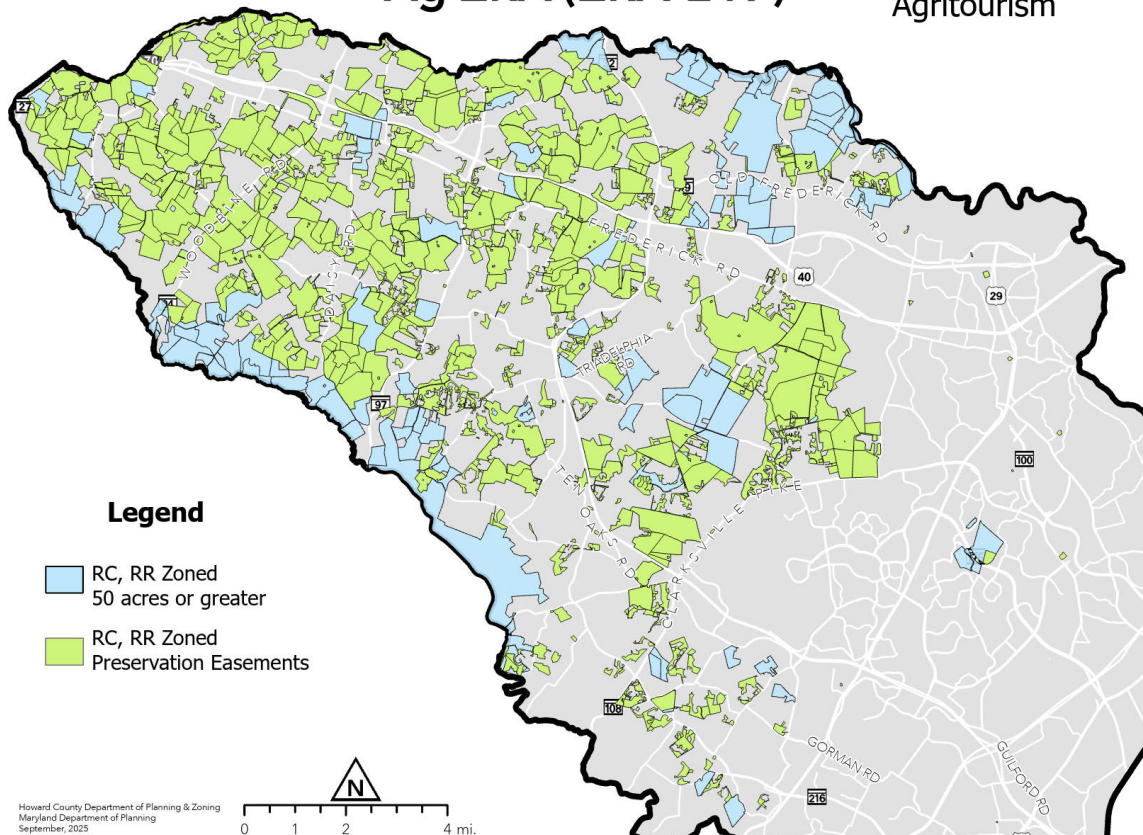 Agritourism
27
97
40
29
100
108
216
WOODBINE RD
DAISY RD
FREDERICK RD
OLD FREDERICK RD
TRIADELPHIA
RD
TEN OAKS RD
CLARKSVILLE PIKE
GORMAN RD
GUILFORD RD
Legend
RC, RR Zoned
50 acres or greater
RC, RR Zoned
Preservation Easements
N
0 1 2 4 mi.
Howard County Department of Planning & Zoning
Maryland Department of Planning
September, 2025